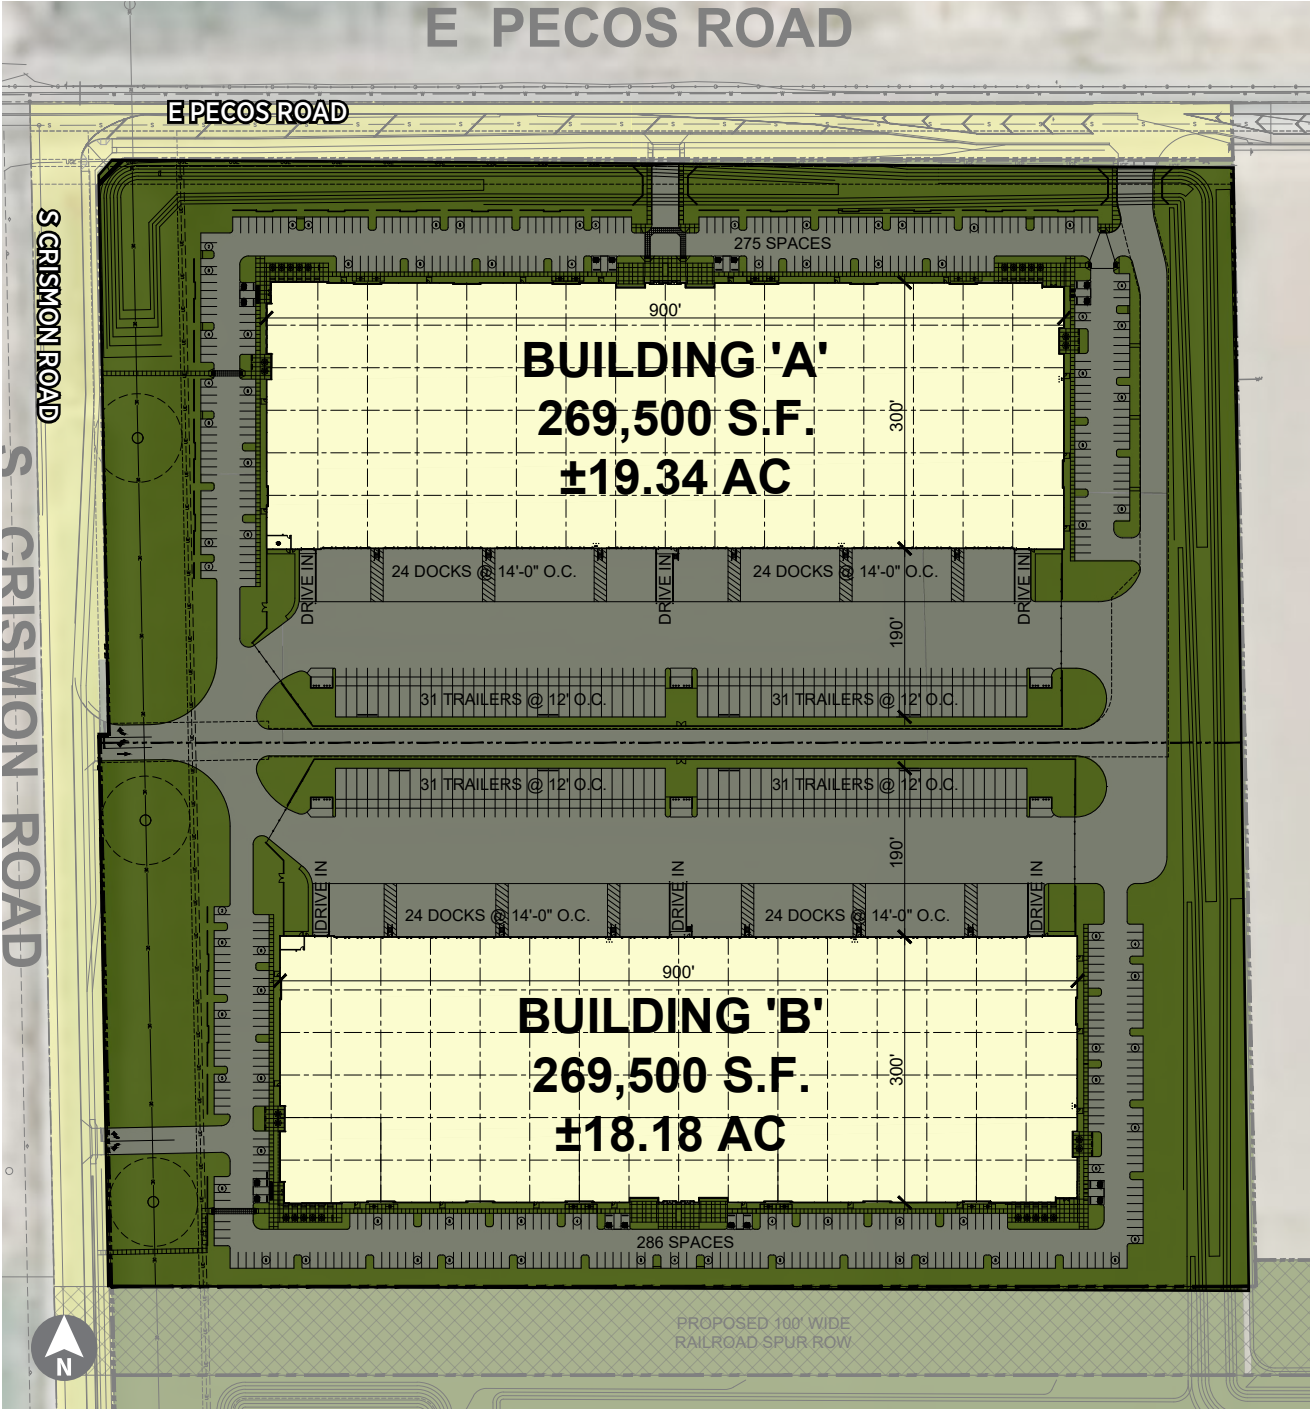 E PECOS ROAD
E PECOS ROAD
S CRISMON ROAD
S CRISMON ROAD
275 SPACES
900'
BUILDING 'A'
269,500 S.F.
±19.34 AC
300'
24 DOCKS @ 14'-0" O.C.
24 DOCKS @ 14'-0" O.C.
DRIVE IN
DRIVE IN
DRIVE IN
190'
31 TRAILERS @ 12' O.C.
31 TRAILERS @ 12' O.C.
31 TRAILERS @ 12' O.C.
31 TRAILERS @ 12' O.C.
190'
DRIVE IN
DRIVE IN
DRIVE IN
24 DOCKS @ 14'-0" O.C.
24 DOCKS @ 14'-0" O.C.
900'
BUILDING 'B'
269,500 S.F.
±18.18 AC
300'
286 SPACES
PROPOSED 100' WIDE
RAILROAD SPUR ROW
N